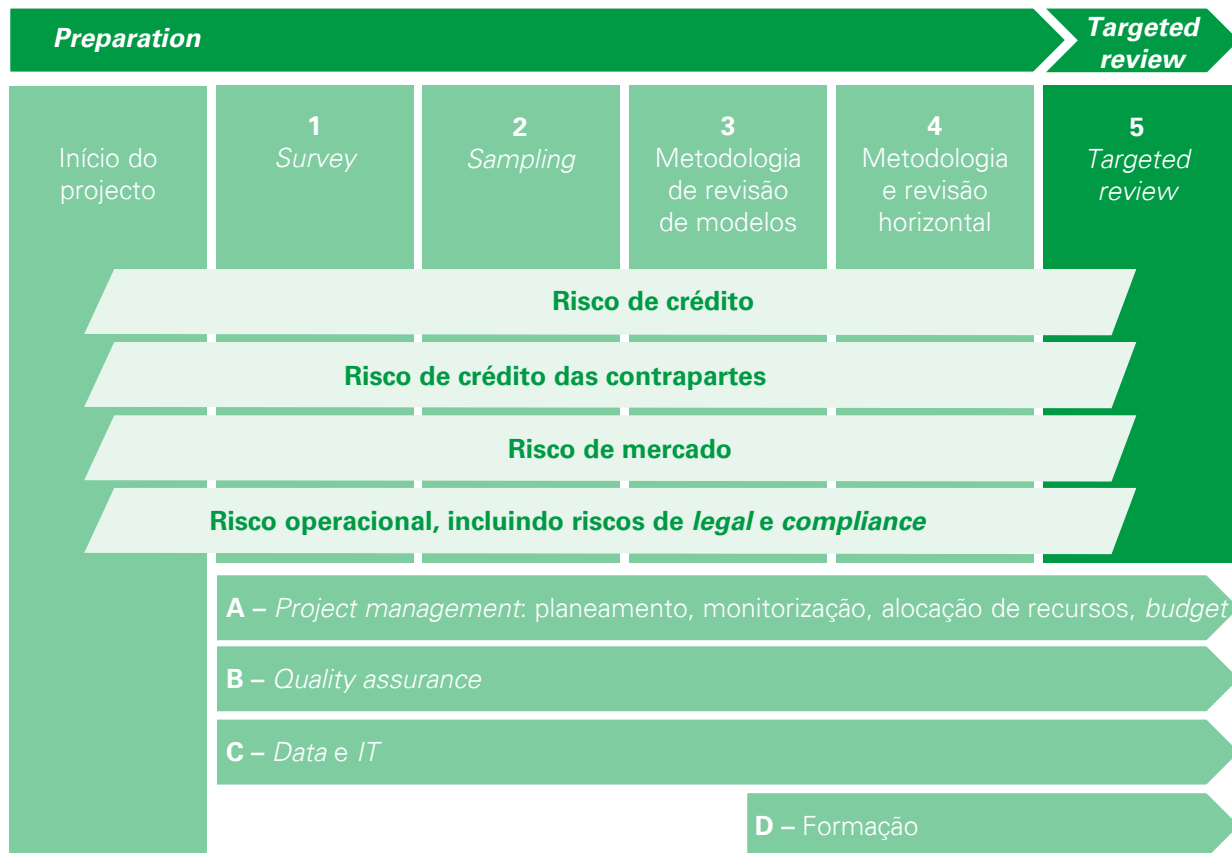 Preparation
Targeted
review
Início do
projecto
1
Survey
2
Sampling
3
Metodologia
de revisão
de modelos
4
Metodologia
e revisão
horizontal
5
Targeted
review
Risco de crédito
Risco de crédito das contrapartes
Risco de mercado
Risco operacional, incluindo riscos de legal e compliance
A – Project management: planeamento, monitorização, alocação de recursos, budget
B – Quality assurance
C – Data e IT
D – Formação